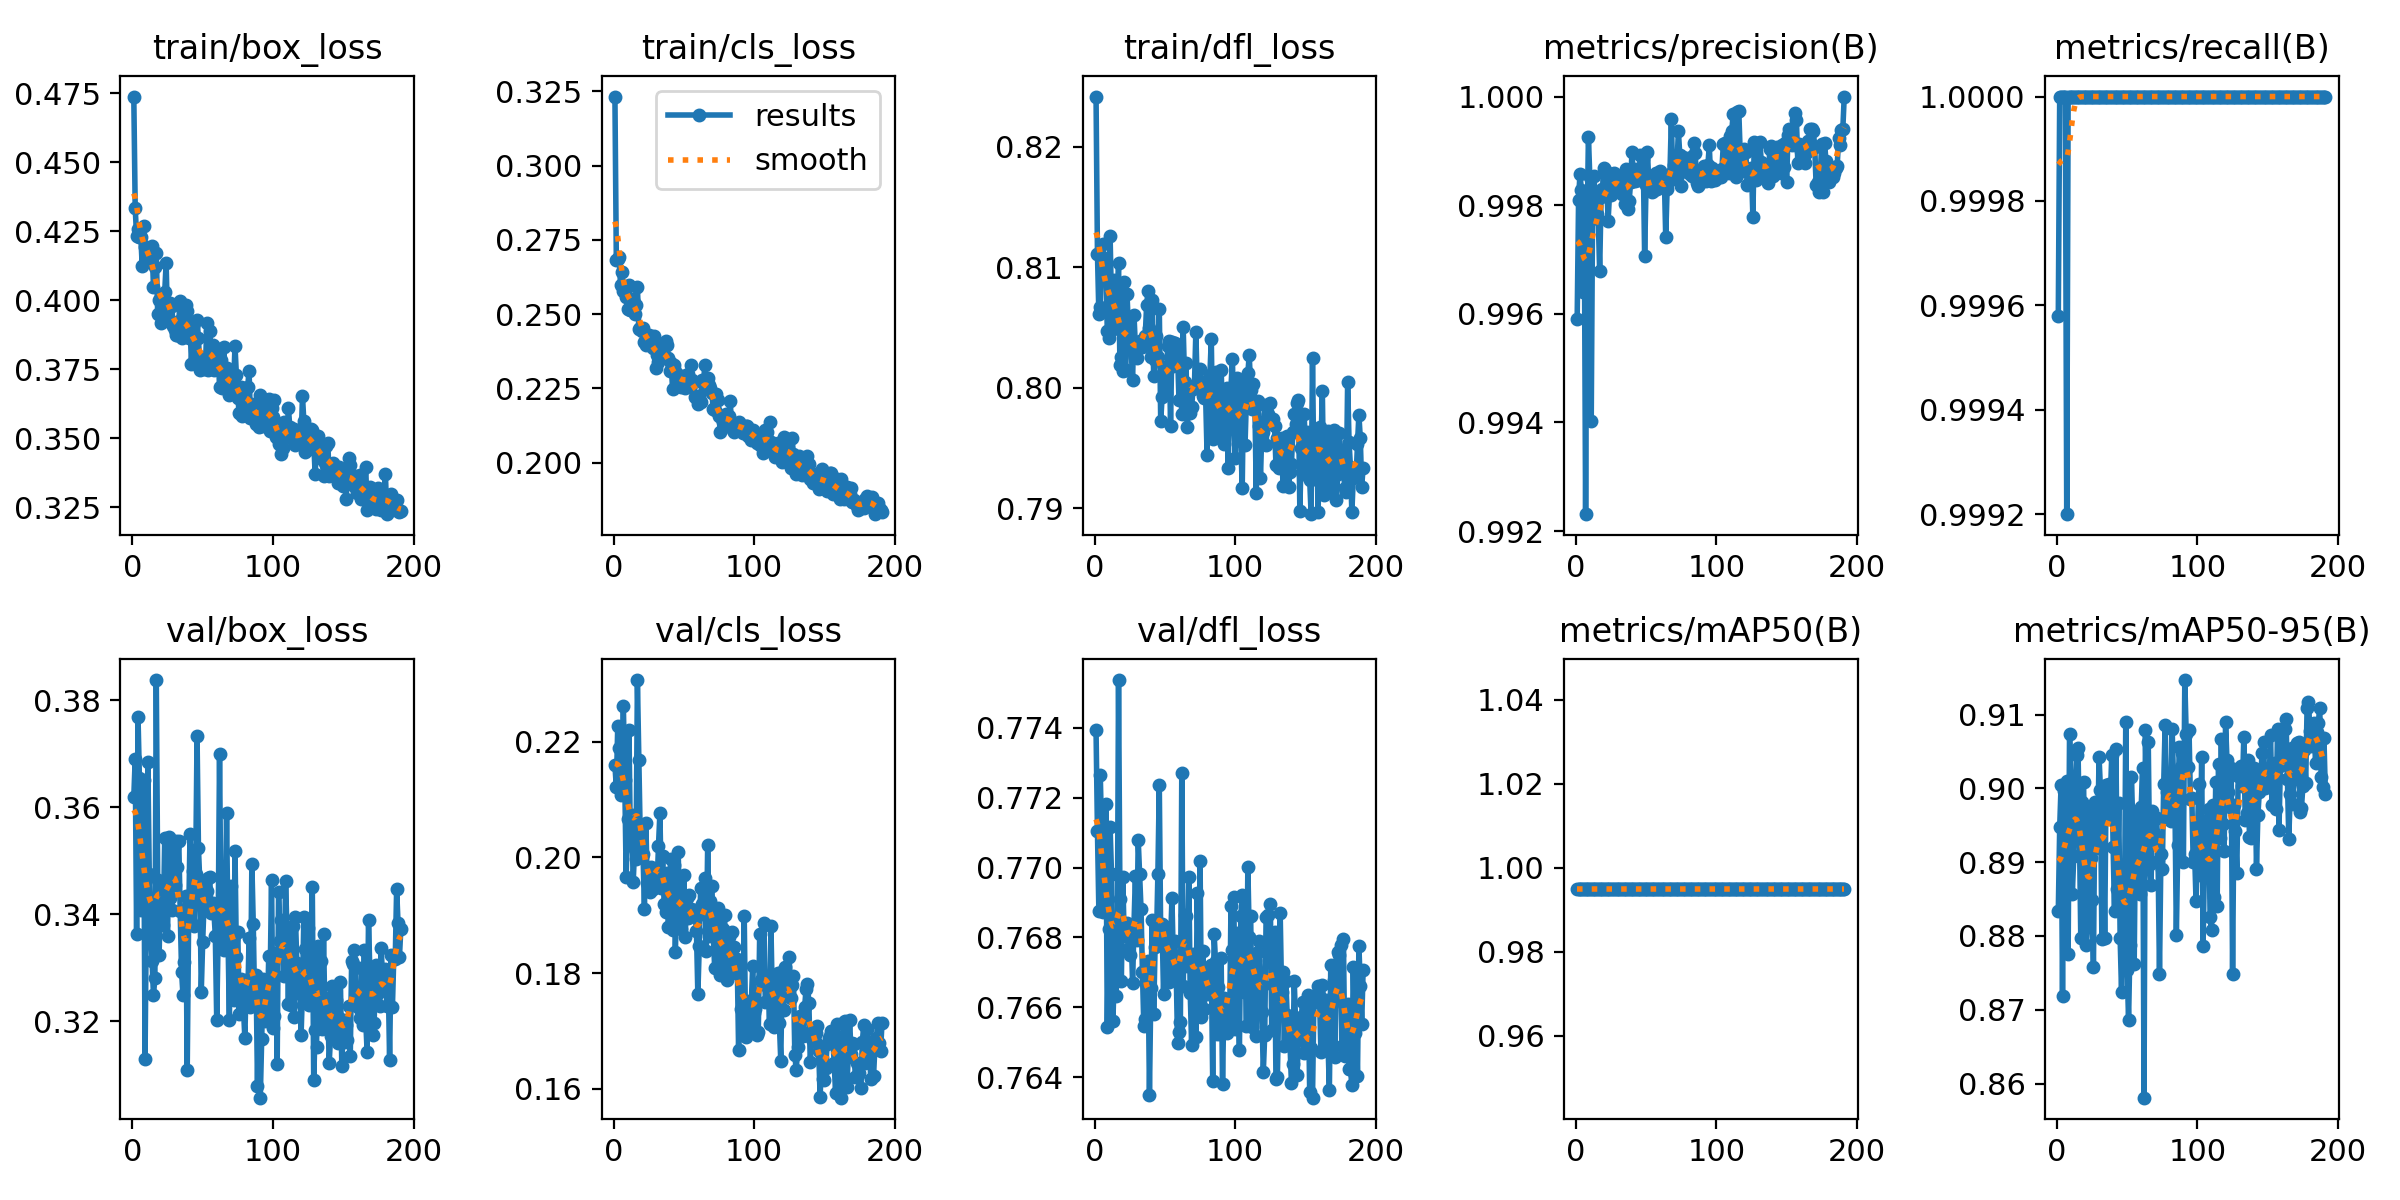 train/box_loss
0.475
0.450
0.425
0.400
0.375
0.350
0.325
0 100 200
train/cls_loss
results
smooth
0.325
0.300
0.275
0.250
0.225
0.200
0 100 200
train/dfl_loss
0.82
0.81
0.80
0.79
0 100 200
metrics/precision(B)
1.000
0.998
0.996
0.994
0.992
0 100 200
metrics/recall(B)
1.0000
0.9998
0.9996
0.9994
0.9992
0 100 200
val/box_loss
0.38
0.36
0.34
0.32
0 100 200
val/cls_loss
0.22
0.20
0.18
0.16
0 100 200
val/dfl_loss
0.774
0.772
0.770
0.768
0.766
0.764
0 100 200
metrics/mAP50(B)
1.04
1.02
1.00
0.98
0.96
0 100 200
metrics/mAP50-95(B)
0.91
0.90
0.89
0.88
0.87
0.86
0 100 200